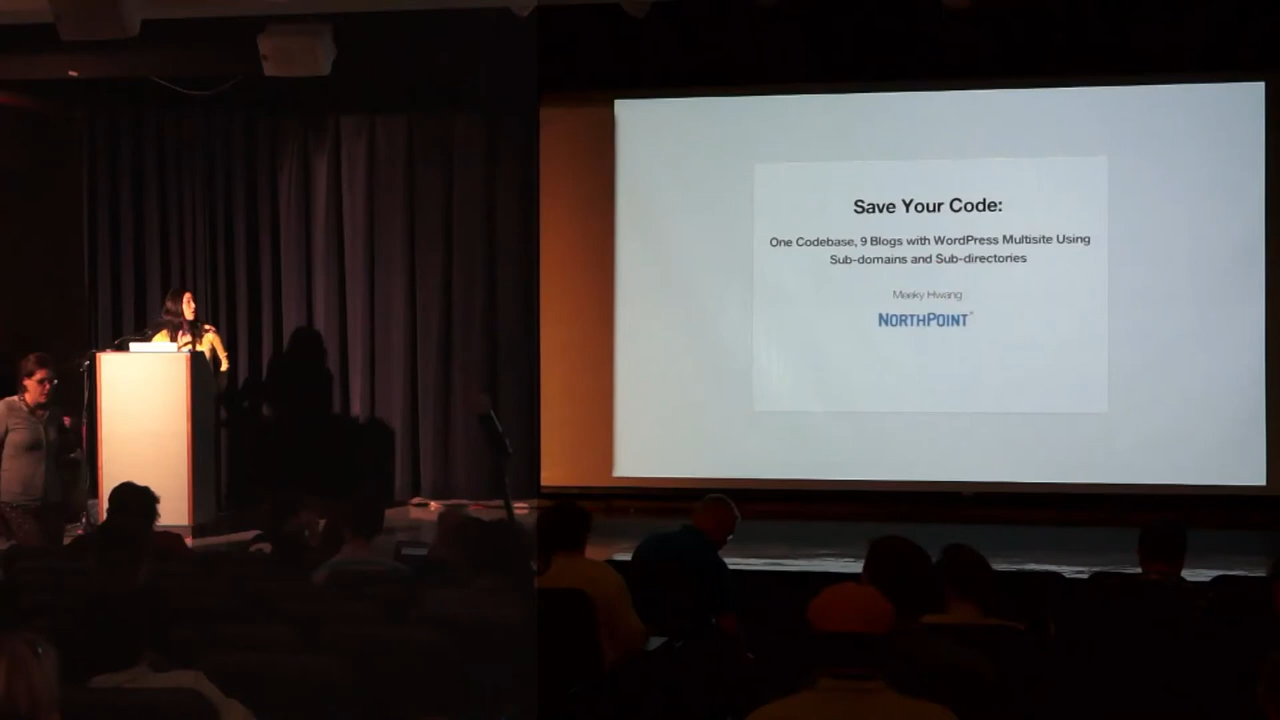 Save Your Code:
One Codebase, 9 Blogs with WordPress Multisite Using
Sub-domains and Sub-directories
Meeky Hwang
NORTHPOINT